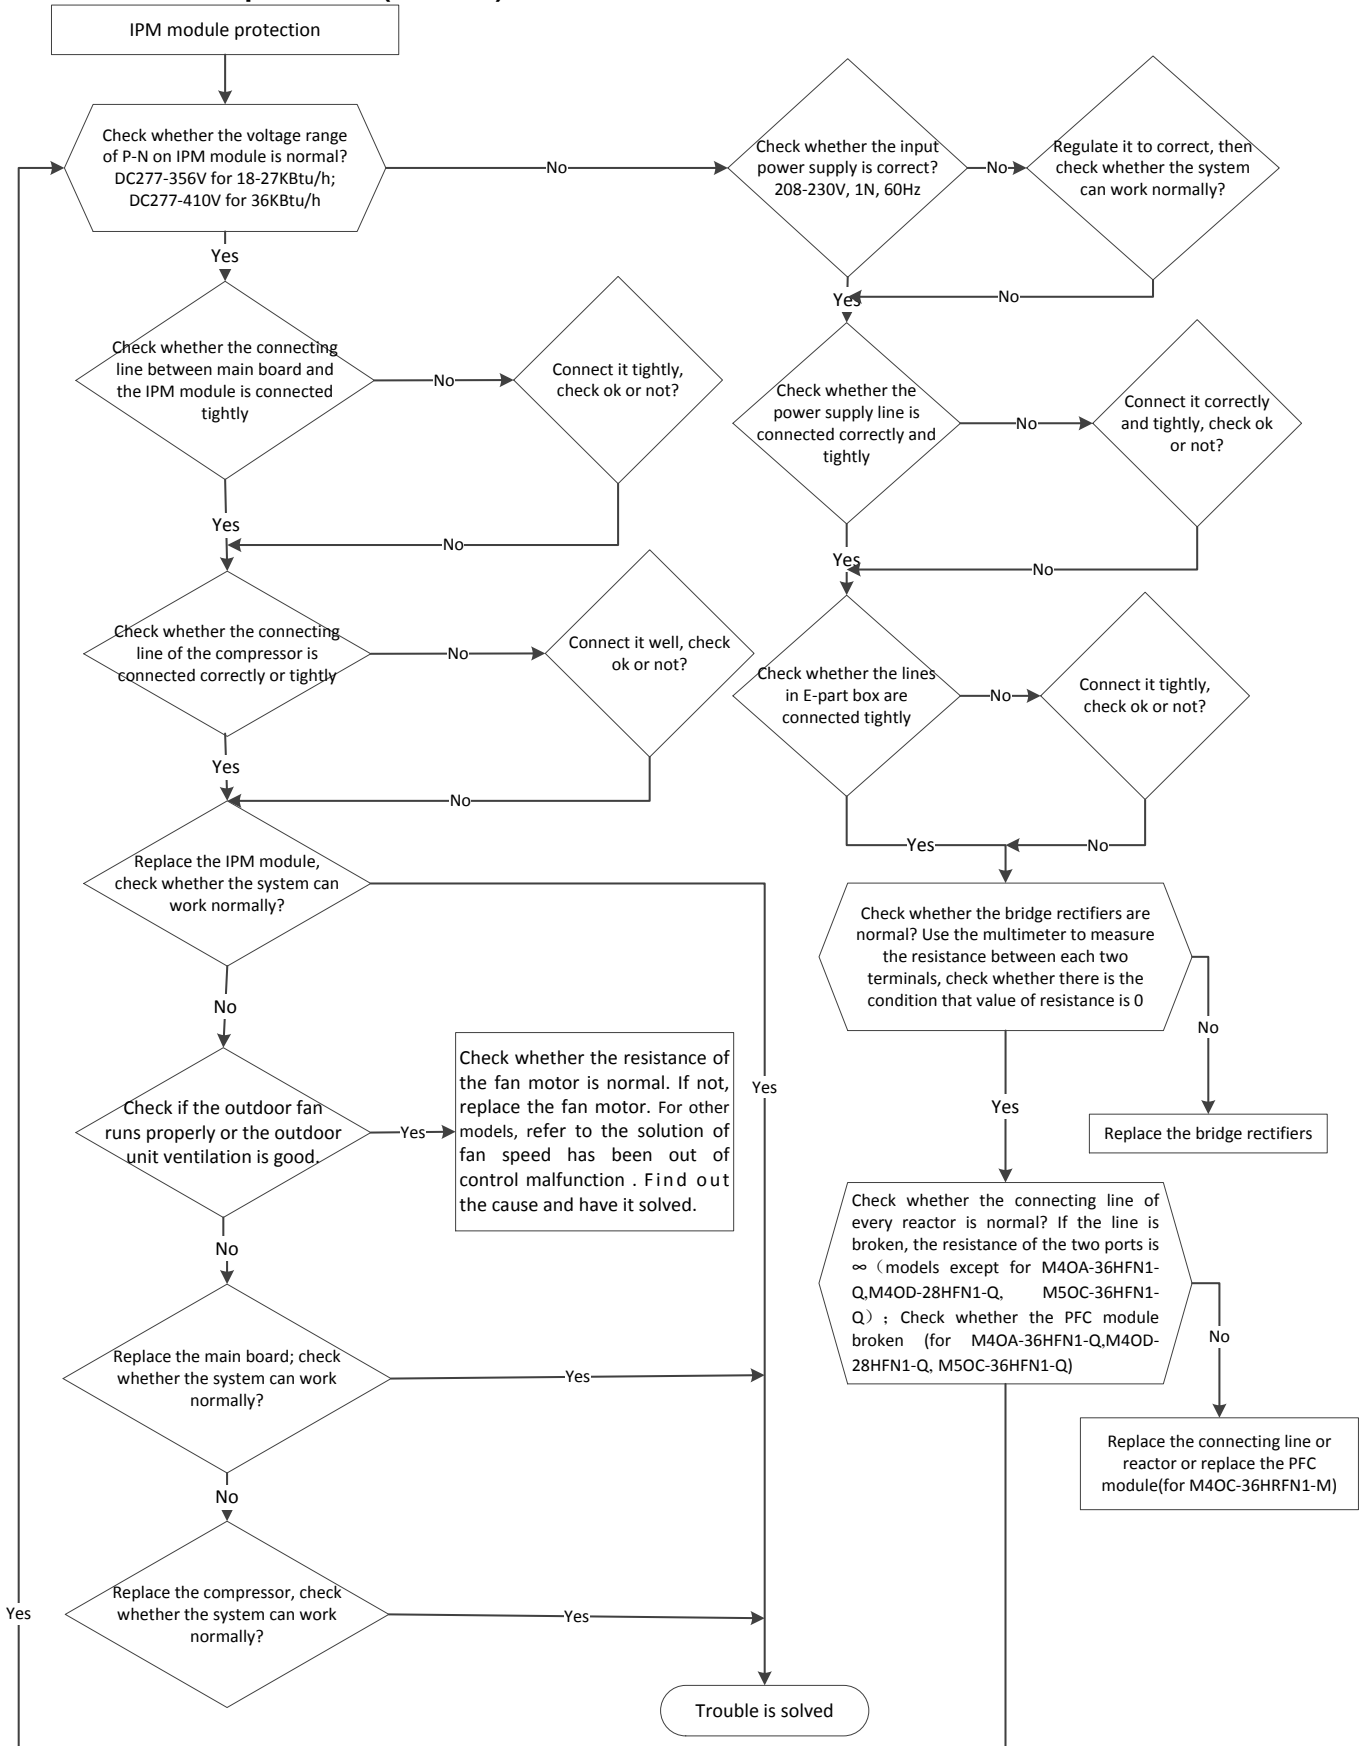 IPM module protection
Check whether the voltage range
of P-N on IPM module is normal?
DC277-356V for 18-27KBtu/h;
DC277-410V for 36KBtu/h
No
Check whether the input
power supply is correct?
208-230V, 1N, 60Hz
No
Regulate it to correct, then
check whether the system
can work normally?
Yes
Yes
No
Check whether the connecting
line between main board and
the IPM module is connected
tightly
No
Connect it tightly,
check ok or not?
Check whether the
power supply line is
connected correctly and
tightly
No
Connect it correctly
and tightly, check ok
or not?
Yes
No
Yes
No
Check whether the connecting
line of the compressor is
connected correctly or tightly
No
Connect it well, check
ok or not?
Check whether the lines
in E-part box are
connected tightly
No
Connect it tightly,
check ok or not?
Yes
No
Yes
No
Replace the IPM module,
check whether the system can
work normally?
Check whether the bridge rectifiers are
normal? Use the multimeter to measure
the resistance between each two
terminals, check whether there is the
condition that value of resistance is 0
No
No
Yes
Yes
Check if the outdoor fan
runs properly or the outdoor
unit ventilation is good.
Yes
Check whether the resistance of
the fan motor is normal. If not,
replace the fan motor. For other
models, refer to the solution of
fan speed has been out of
control malfunction . Find out
the cause and have it solved.
Replace the bridge rectifiers
No
Check whether the connecting line of
every reactor is normal? If the line is
broken, the resistance of the two ports is
∞（models except for M4OA-36HFN1-
Q,M4OD-28HFN1-Q, M5OC-36HFN1-
Q）；Check whether the PFC module
broken (for M4OA-36HFN1-Q,M4OD-
28HFN1-Q, M5OC-36HFN1-Q)
No
Replace the main board; check
whether the system can work
normally?
Yes
Replace the connecting line or
reactor or replace the PFC
module(for M4OC-36HRFN1-M)
No
Replace the compressor, check
whether the system can work
normally?
Yes
Yes
Trouble is solved